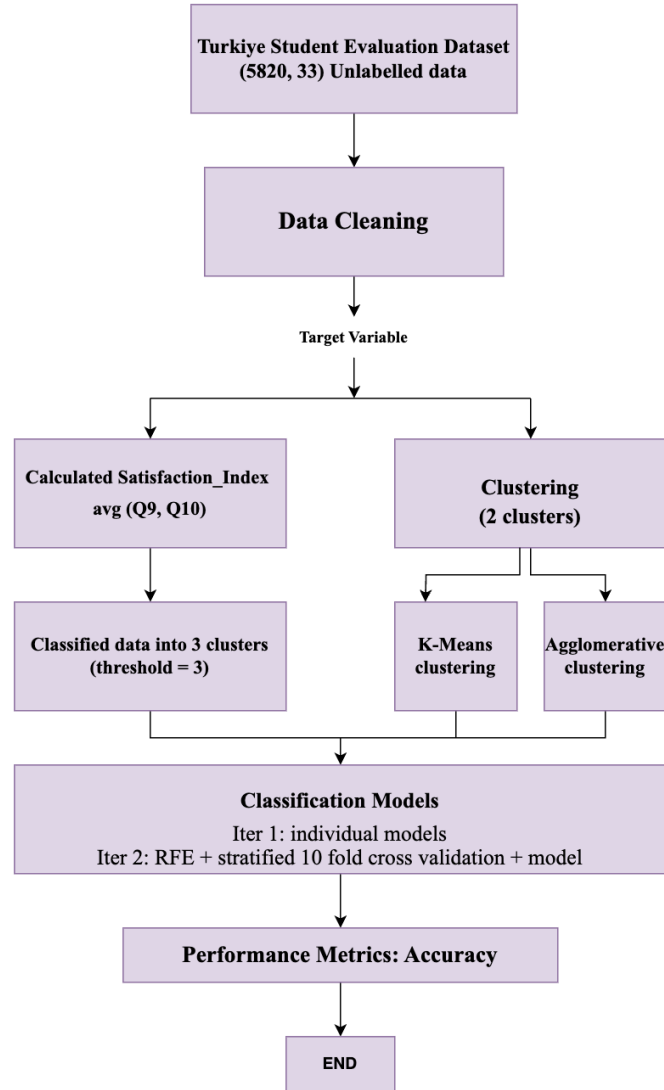 Turkiye Student Evaluation Dataset
(5820, 33) Unlabelled data
Data Cleaning
Target Variable
Calculated Satisfaction_Index
avg (Q9, Q10)
Clustering
(2 clusters)
Classified data into 3 clusters
(threshold = 3)
K-Means
clustering
Agglomerative
clustering
Classification Models
Iter 1: individual models
Iter 2: RFE + stratified 10 fold cross validation + model
Performance Metrics: Accuracy
END